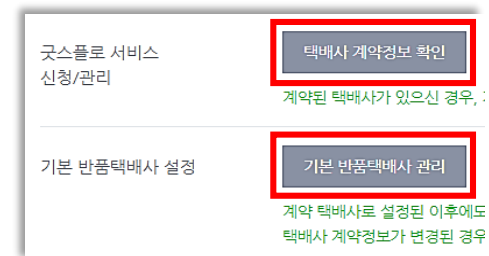 굿스플로 서비스
신청/관리
택배사 계약정보 확인
계약된 택배사가 있으신 경우,
기본 반품택배사 설정
기본 반품택배사 관리
계약 택배사로 설정된 이후에도
택배사 계약정보가 변경된 경우